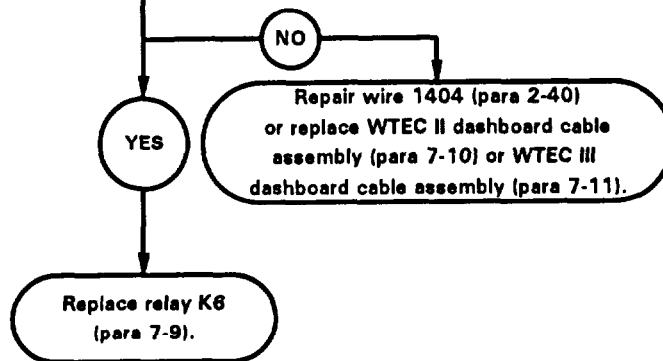 NO
Repair wire 1404 (para 2-40)
or replace WTEC II dashboard cable
assembly (para 7-10) or WTEC III
dashboard cable assembly (para 7-11).
YES
Replace relay K6
(para 7-9).